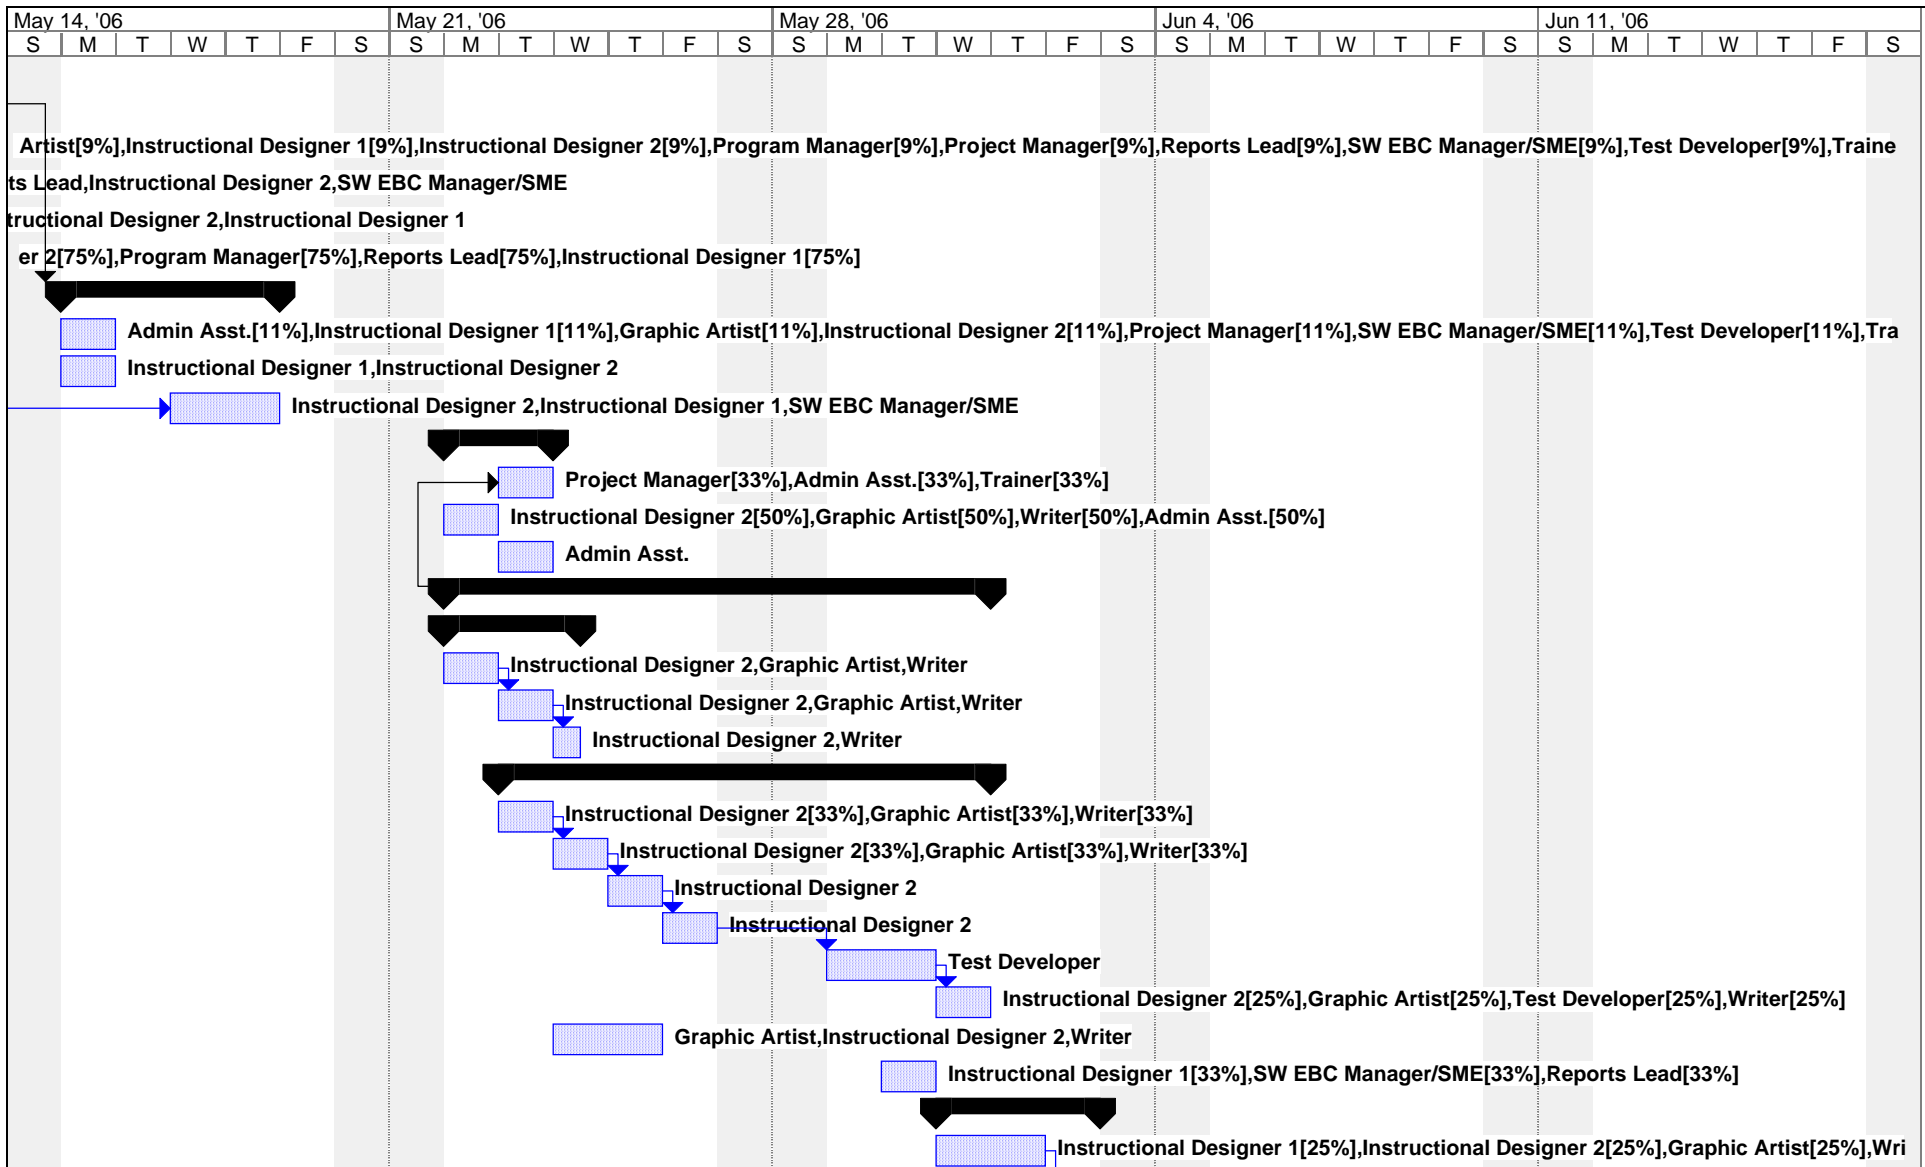 May 14, '06 May 21, '06 May 28, '06 Jun 4, '06 Jun 11, '06
S M T W T F S S M T W T F S S M T W T F S S M T W T F S S M T W T F S
Artist[9%],Instructional Designer 1[9%],Instructional Designer 2[9%],Program Manager[9%],Project Manager[9%],Reports Lead[9%],SW EBC Manager/SME[9%],Test Developer[9%],Traine
ts Lead,Instructional Designer 2,SW EBC Manager/SME
tructional Designer 2,Instructional Designer 1
er 2[75%],Program Manager[75%],Reports Lead[75%],Instructional Designer 1[75%]
Admin Asst.[11%],Instructional Designer 1[11%],Graphic Artist[11%],Instructional Designer 2[11%],Project Manager[11%],SW EBC Manager/SME[11%],Test Developer[11%],Tra
Instructional Designer 1,Instructional Designer 2
Instructional Designer 2,Instructional Designer 1,SW EBC Manager/SME
Project Manager[33%],Admin Asst.[33%],Trainer[33%]
Instructional Designer 2[50%],Graphic Artist[50%],Writer[50%],Admin Asst.[50%]
Admin Asst.
Instructional Designer 2,Graphic Artist,Writer
Instructional Designer 2,Graphic Artist,Writer
Instructional Designer 2,Writer
Instructional Designer 2[33%],Graphic Artist[33%],Writer[33%]
Instructional Designer 2[33%],Graphic Artist[33%],Writer[33%]
Instructional Designer 2
Instructional Designer 2
Test Developer
Instructional Designer 2[25%],Graphic Artist[25%],Test Developer[25%],Writer[25%]
Graphic Artist,Instructional Designer 2,Writer
Instructional Designer 1[33%],SW EBC Manager/SME[33%],Reports Lead[33%]
Instructional Designer 1[25%],Instructional Designer 2[25%],Graphic Artist[25%],Wri